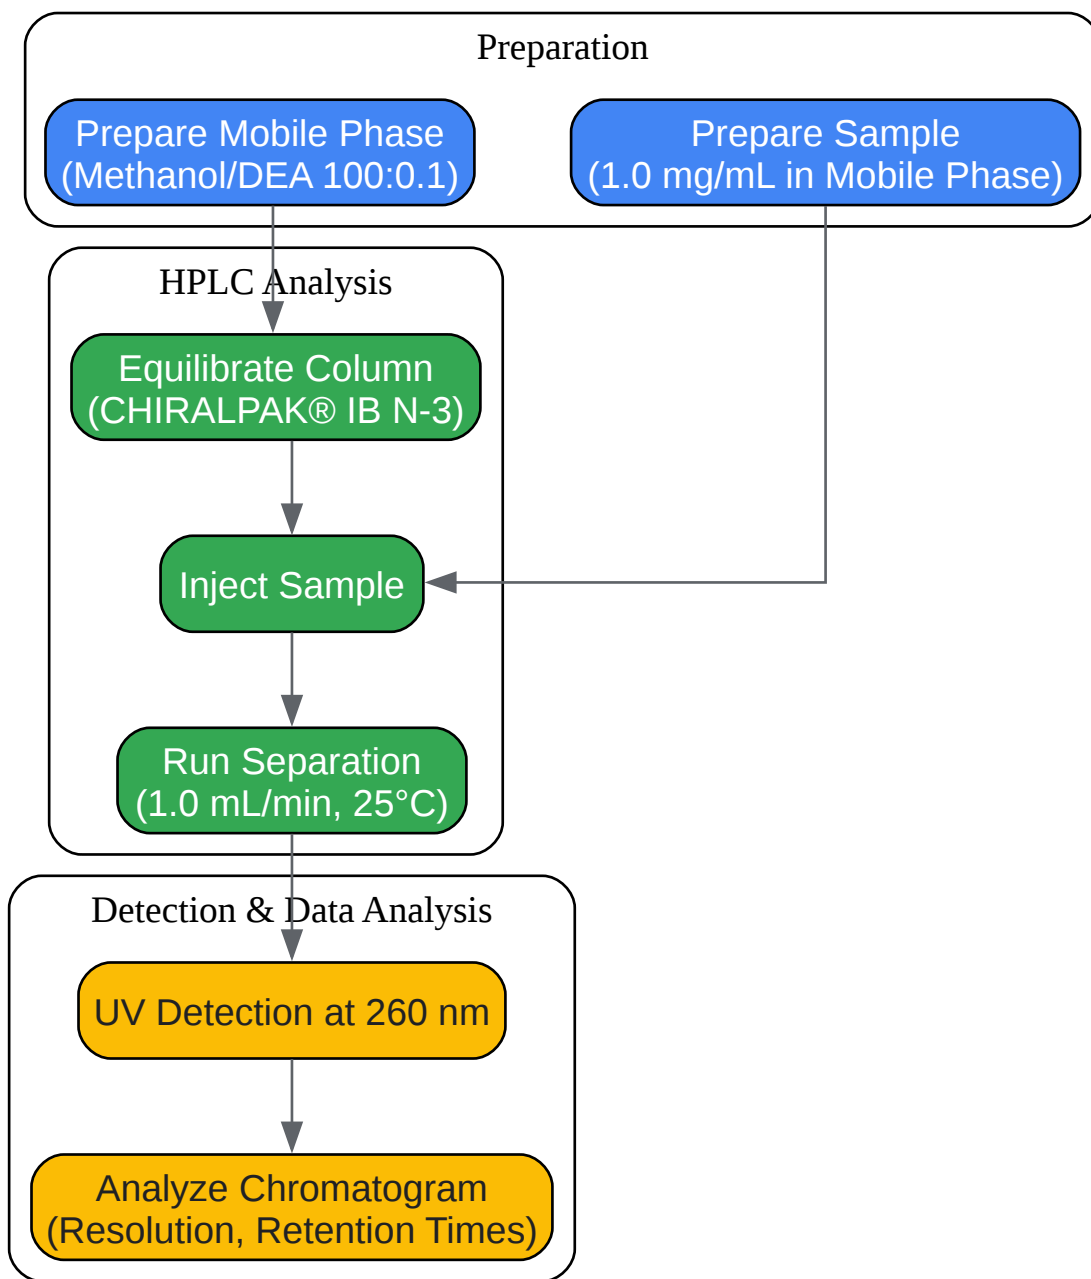 Preparation
Prepare Mobile Phase
(Methanol/DEA 100:0.1)
Prepare Sample
(1.0 mg/mL in Mobile Phase)
HPLC Analysis
Equilibrate Column
(CHIRALPAK® IB N-3)
Inject Sample
Run Separation
(1.0 mL/min, 25°C)
Detection & Data Analysis
UV Detection at 260 nm
Analyze Chromatogram
(Resolution, Retention Times)